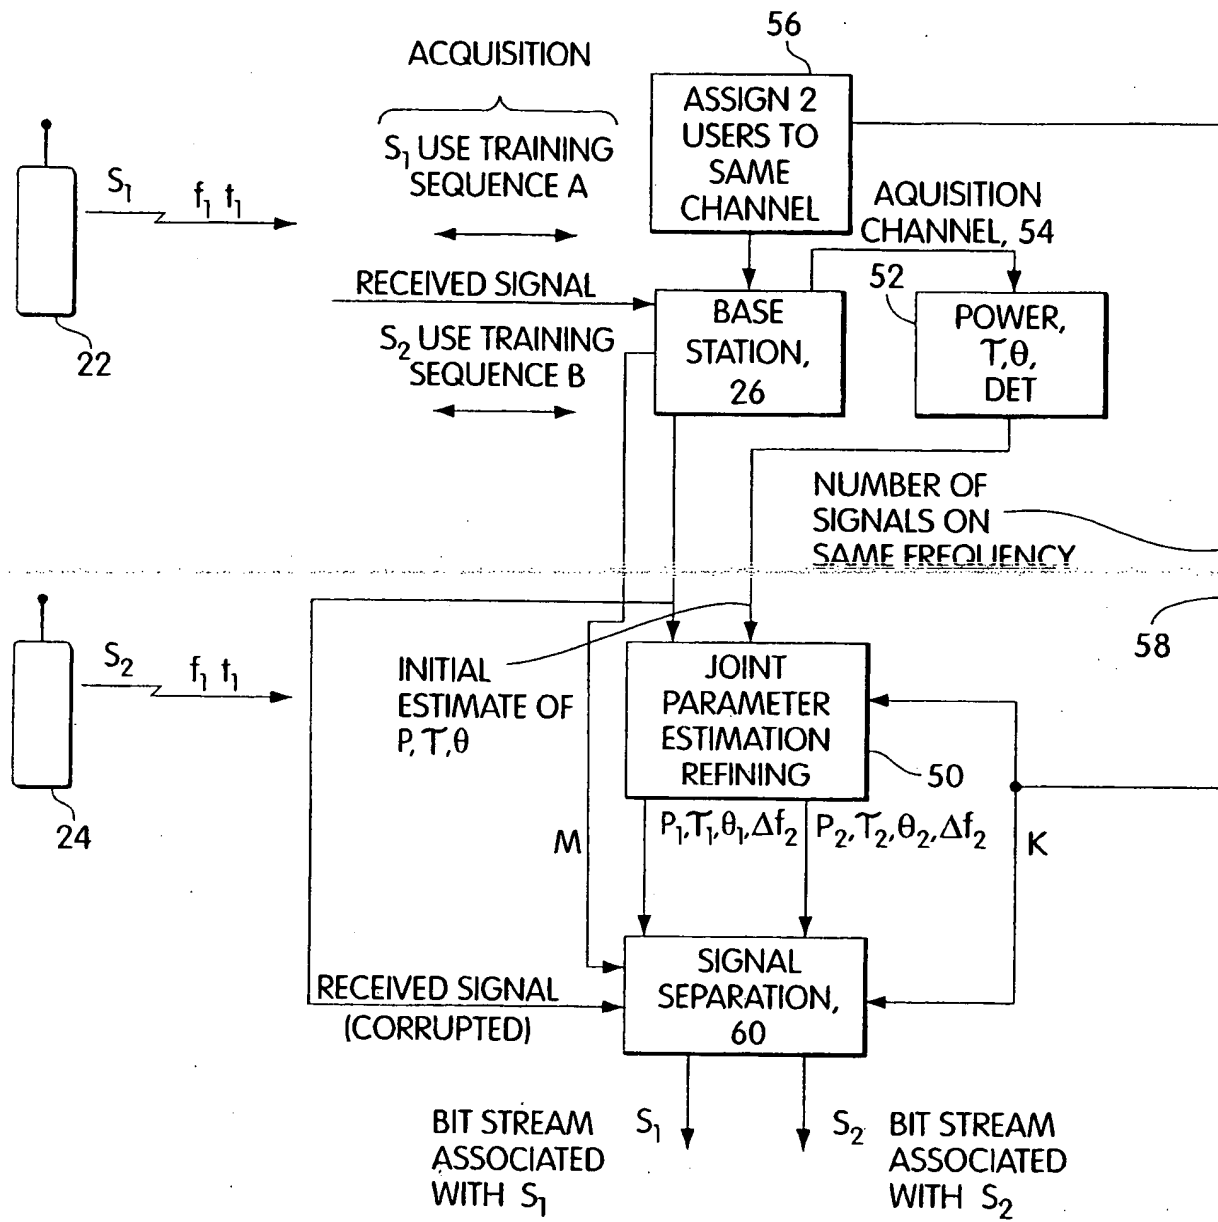 56
ACQUISITION
ASSIGN 2
USERS TO
SAME
CHANNEL
S1 USE TRAINING
SEQUENCE A
S1
f1 t1
AQUISITION
CHANNEL, 54
RECEIVED SIGNAL
52
BASE
STATION,
26
POWER,
τ,θ,
DET
S2 USE TRAINING
SEQUENCE B
22
NUMBER OF
SIGNALS ON
SAME FREQUENCY
58
S2
f1 t1
INITIAL
ESTIMATE OF
P,τ,θ
JOINT
PARAMETER
ESTIMATION
REFINING
50
24
M
P1,τ1,θ1,Δf2
P2,τ2,θ2,Δf2
K
RECEIVED SIGNAL
(CORRUPTED)
SIGNAL
SEPARATION,
60
BIT STREAM
ASSOCIATED
WITH S1
S1
S2
BIT STREAM
ASSOCIATED
WITH S2